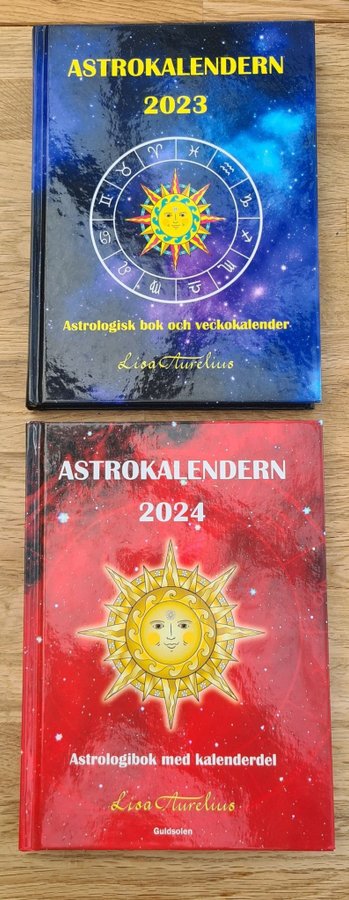 ASTROKALENDERN
2023
Astrologisk bok och veckokalender
Lisa Aurelius
ASTROKALENDERN
2024
Astrologibok med kalenderdel
Lisa Aurelius
Guldsolen